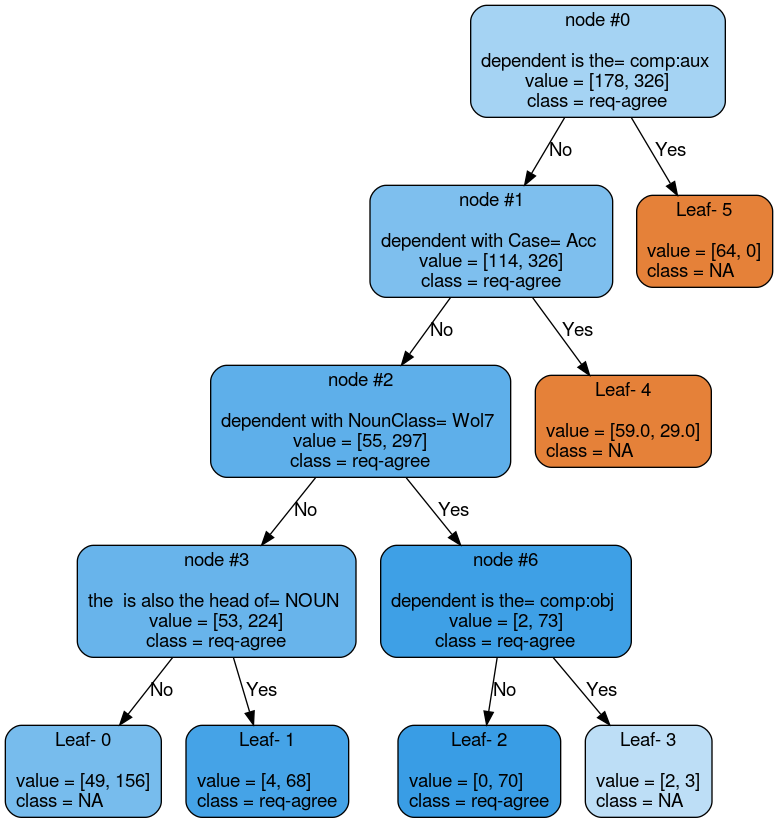 node #0
dependent is the= comp:aux
value = [178, 326]
class = req-agree
No
Yes
node #1
dependent with Case= Acc
value = [114, 326]
class = req-agree
Leaf- 5
value = [64, 0]
class = NA
No
Yes
node #2
dependent with NounClass= Wol7
value = [55, 297]
class = req-agree
Leaf- 4
value = [59.0, 29.0]
class = NA
No
Yes
node #3
the  is also the head of= NOUN
value = [53, 224]
class = req-agree
node #6
dependent is the= comp:obj
value = [2, 73]
class = req-agree
No
Yes
No
Yes
Leaf- 0
value = [49, 156]
class = NA
Leaf- 1
value = [4, 68]
class = req-agree
Leaf- 2
value = [0, 70]
class = req-agree
Leaf- 3
value = [2, 3]
class = NA